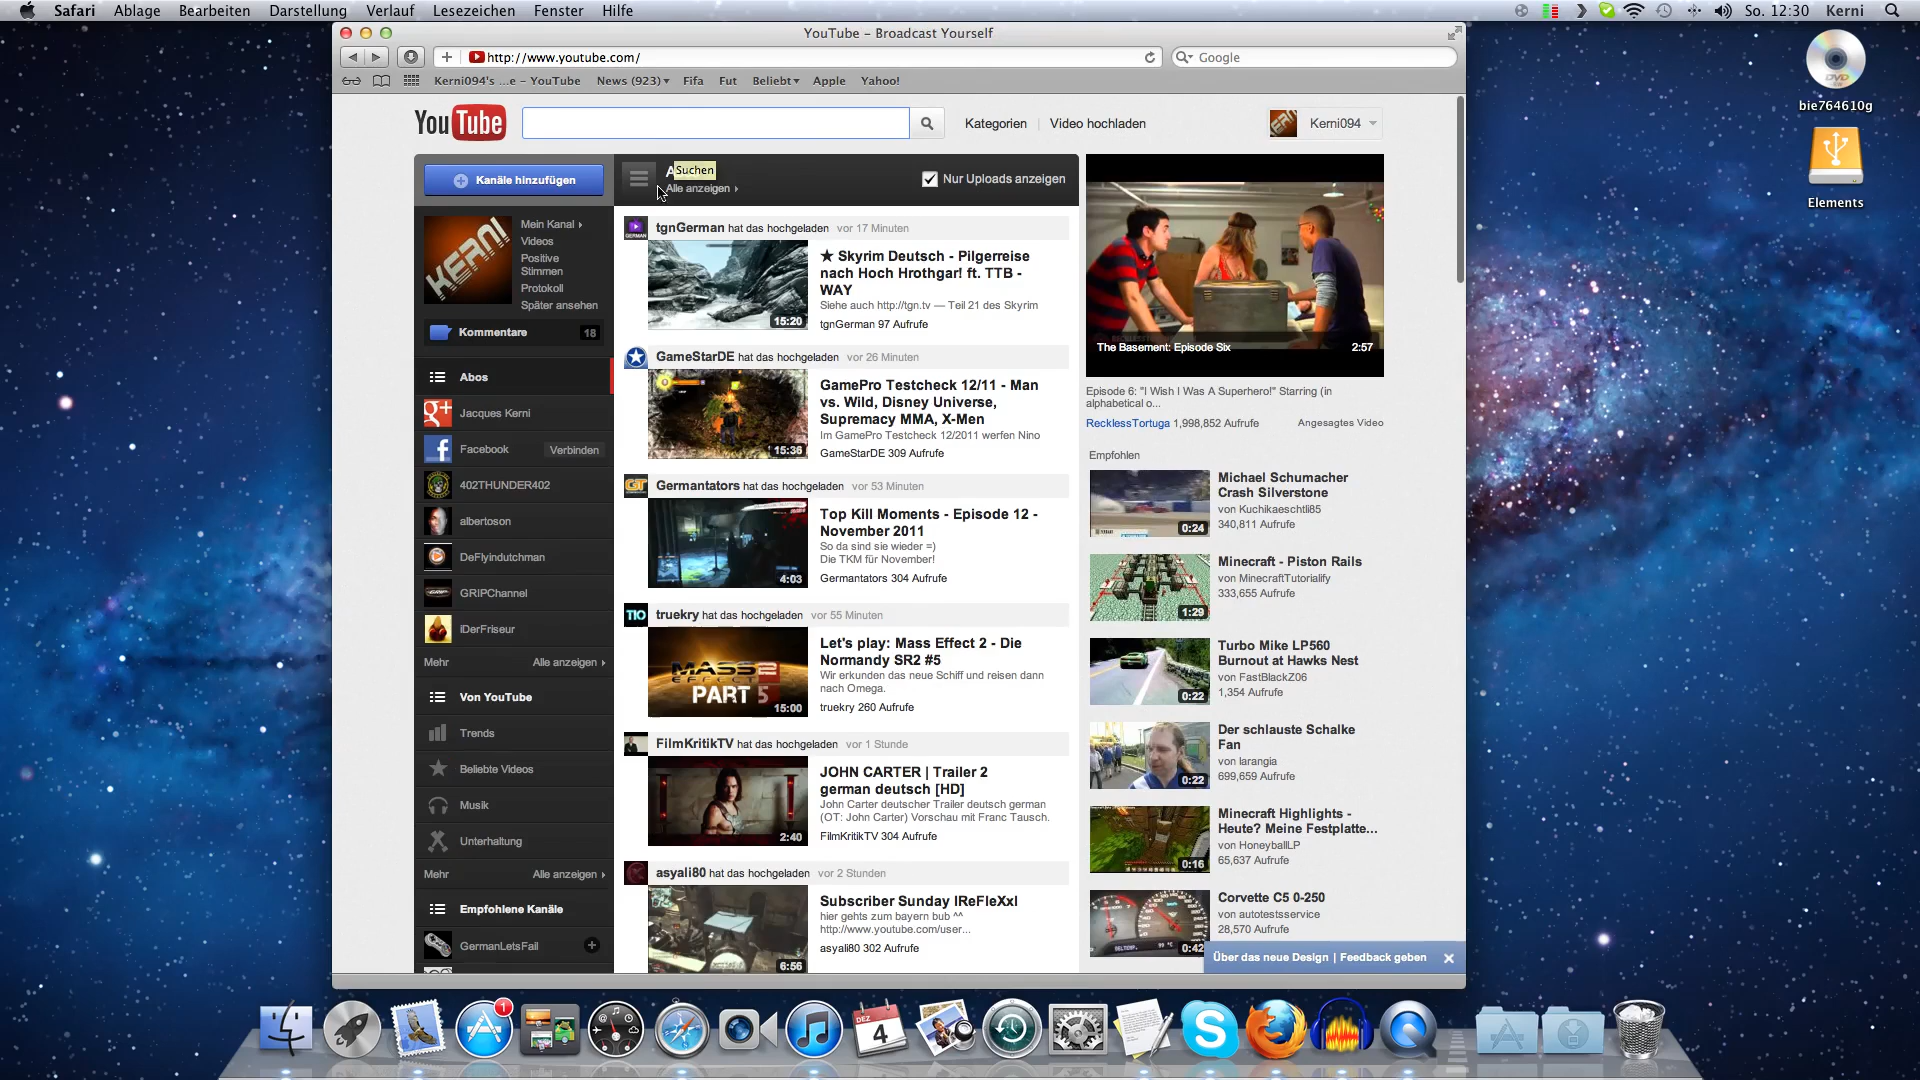 Safari Ablage Bearbeiten Darstellung Verlauf Lesezeichen Fenster Hilfe
So. 12:30 Kerni
YouTube – Broadcast Yourself
http://www.youtube.com/
Google
Kerni094's ...e – YouTube News (923) Fifa Fut Beliebt Apple Yahoo!
YouTube
Kategorien Video hochladen
Kerni094
Kanäle hinzufügen
Suchen
Alle anzeigen
Nur Uploads anzeigen
KERNI
Mein Kanal
Videos
Positive
Stimmen
Protokoll
Später ansehen
Kommentare 18
Abos
Jacques Kerni
Facebook Verbinden
402THUNDER402
albertoson
DeFlyindutchman
GRIPChannel
iDerFriseur
Mehr Alle anzeigen
Von YouTube
Trends
Beliebte Videos
Musik
Unterhaltung
Mehr Alle anzeigen
Empfohlene Kanäle
GermanLetsFail
tgnGerman hat das hochgeladen vor 17 Minuten
★ Skyrim Deutsch - Pilgerreise
nach Hoch Hrothgar! ft. TTB -
WAY
Siehe auch http://tgn.tv — Teil 21 des Skyrim
tgnGerman 97 Aufrufe
15:20
GameStarDE hat das hochgeladen vor 26 Minuten
GamePro Testcheck 12/11 - Man
vs. Wild, Disney Universe,
Supremacy MMA, X-Men
Im GamePro Testcheck 12/2011 werfen Nino
GameStarDE 309 Aufrufe
15:36
Germantators hat das hochgeladen vor 53 Minuten
Top Kill Moments - Episode 12 -
November 2011
So da sind sie wieder =)
Die TKM für November!
Germantators 304 Aufrufe
4:03
truekry hat das hochgeladen vor 55 Minuten
Let's play: Mass Effect 2 - Die
Normandy SR2 #5
Wir erkunden das neue Schiff und reisen dann
nach Omega.
truekry 260 Aufrufe
MASS 2
EFFECT
PART 5
15:00
FilmKritikTV hat das hochgeladen vor 1 Stunde
JOHN CARTER | Trailer 2
german deutsch [HD]
John Carter deutscher Trailer deutsch german
(OT: John Carter) Vorschau mit Franc Tausch.
FilmKritikTV 304 Aufrufe
2:40
asyali80 hat das hochgeladen vor 2 Stunden
Subscriber Sunday IReFleXxI
hier gehts zum bayern bub ^^
http://www.youtube.com/user...
asyali80 302 Aufrufe
6:56
The Basement: Episode Six 2:57
Episode 6: "I Wish I Was A Superhero!" Starring (in
alphabetical o...
RecklessTortuga 1,998,852 Aufrufe Angesagtes Video
Empfohlen
Michael Schumacher
Crash Silverstone
von Kuchikaeschtli85
340,811 Aufrufe
0:24
Minecraft - Piston Rails
von MinecraftTutorialify
333,655 Aufrufe
1:29
Turbo Mike LP560
Burnout at Hawks Nest
von FastBlackZ06
1,354 Aufrufe
0:22
Der schlauste Schalke
Fan
von larangia
699,659 Aufrufe
0:22
Minecraft Highlights -
Heute? Meine Festplatte...
von HoneyballLP
65,637 Aufrufe
0:16
Corvette C5 0-250
von autotestsservice
28,570 Aufrufe
0:42
Über das neue Design | Feedback geben
DVD
bie764610g
Elements
1
DEZ
4